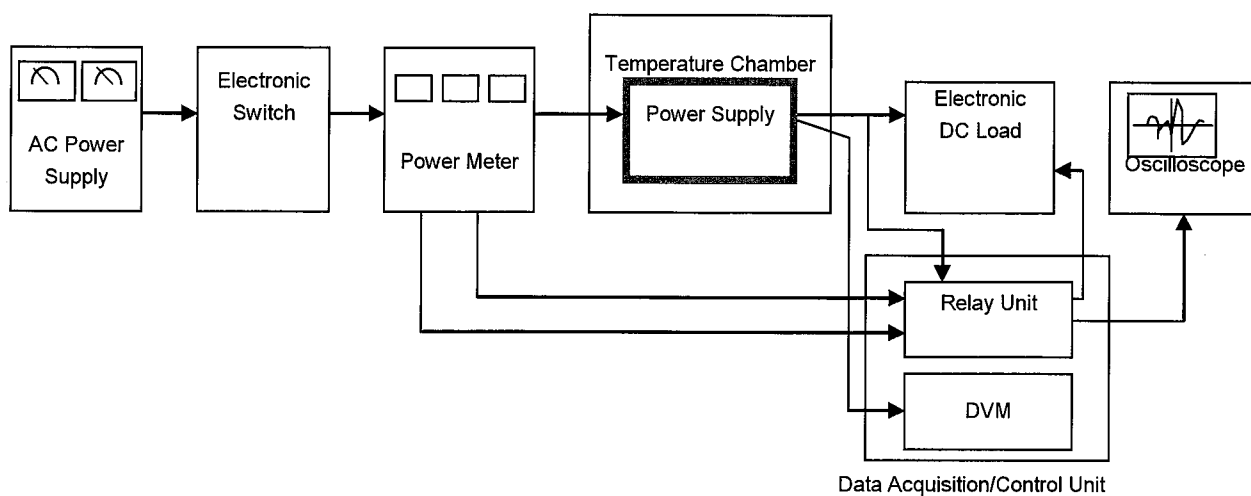 AC Power
Supply
Electronic
Switch
Power Meter
Temperature Chamber
Power Supply
Electronic
DC Load
Oscilloscope
Relay Unit
DVM
Data Acquisition/Control Unit